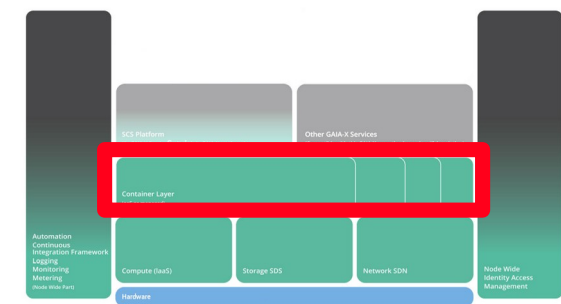 SCS Platform
Other GAIA-X Services
Container Layer
Automation
Continuous
Integration Framework
Logging
Monitoring
Metering
(Node Wide Part)
Compute (IaaS)
Storage SDS
Network SDN
Node Wide
Identity Access
Management
Hardware